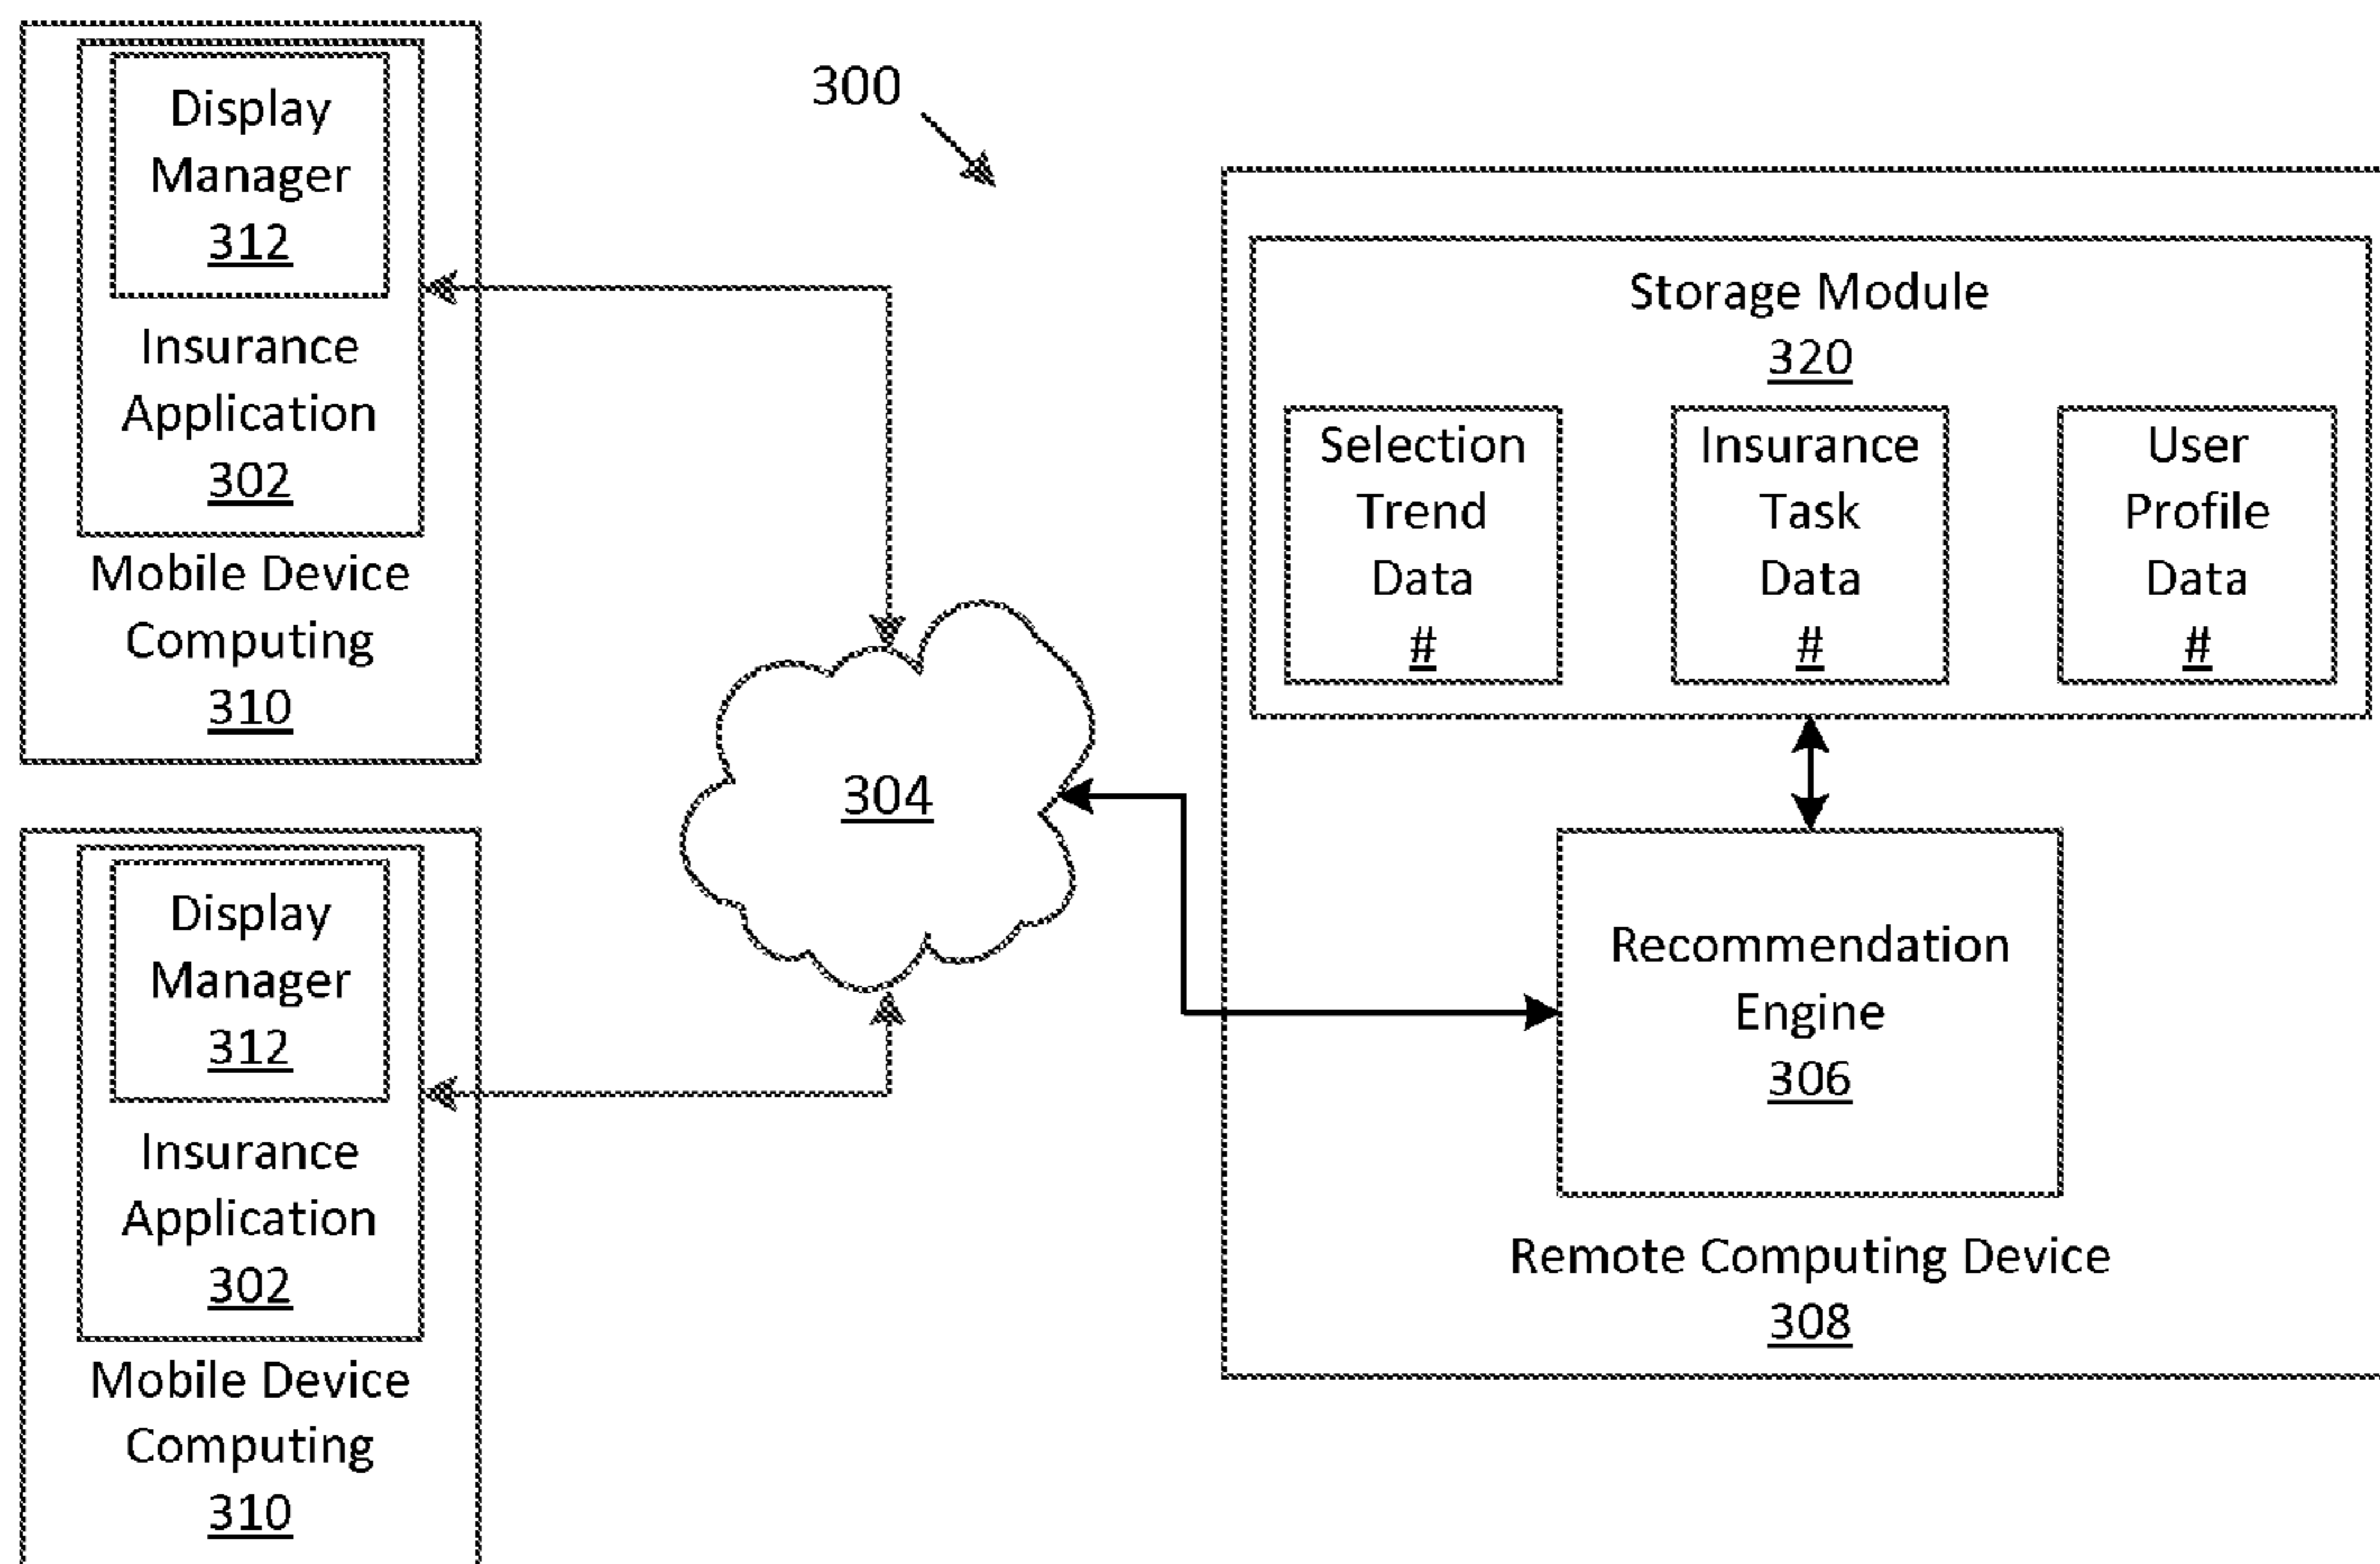 Display
Manager
312
Insurance
Application
302
Mobile Device
Computing
310
300
Display
Manager
312
Insurance
Application
302
Mobile Device
Computing
310
304
Storage Module
320
Selection
Trend
Data
#
Insurance
Task
Data
#
User
Profile
Data
#
Recommendation
Engine
306
Remote Computing Device
308